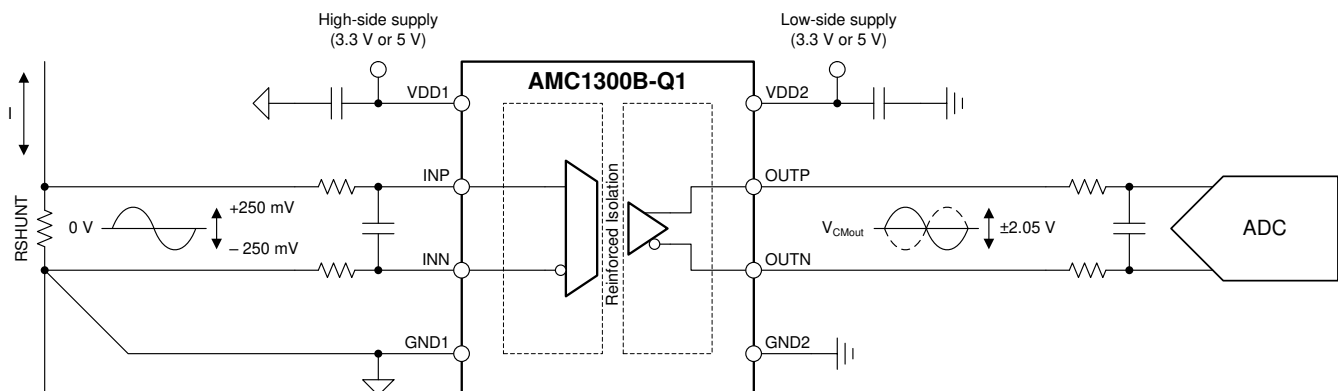 High-side supply
(3.3 V or 5 V)
Low-side supply
(3.3 V or 5 V)
AMC1300B-Q1
VDD1
VDD2
I
INP
OUTP
RSHUNT
0 V
+250 mV
– 250 mV
Reinforced Isolation
VCMout
±2.05 V
ADC
INN
OUTN
GND1
GND2